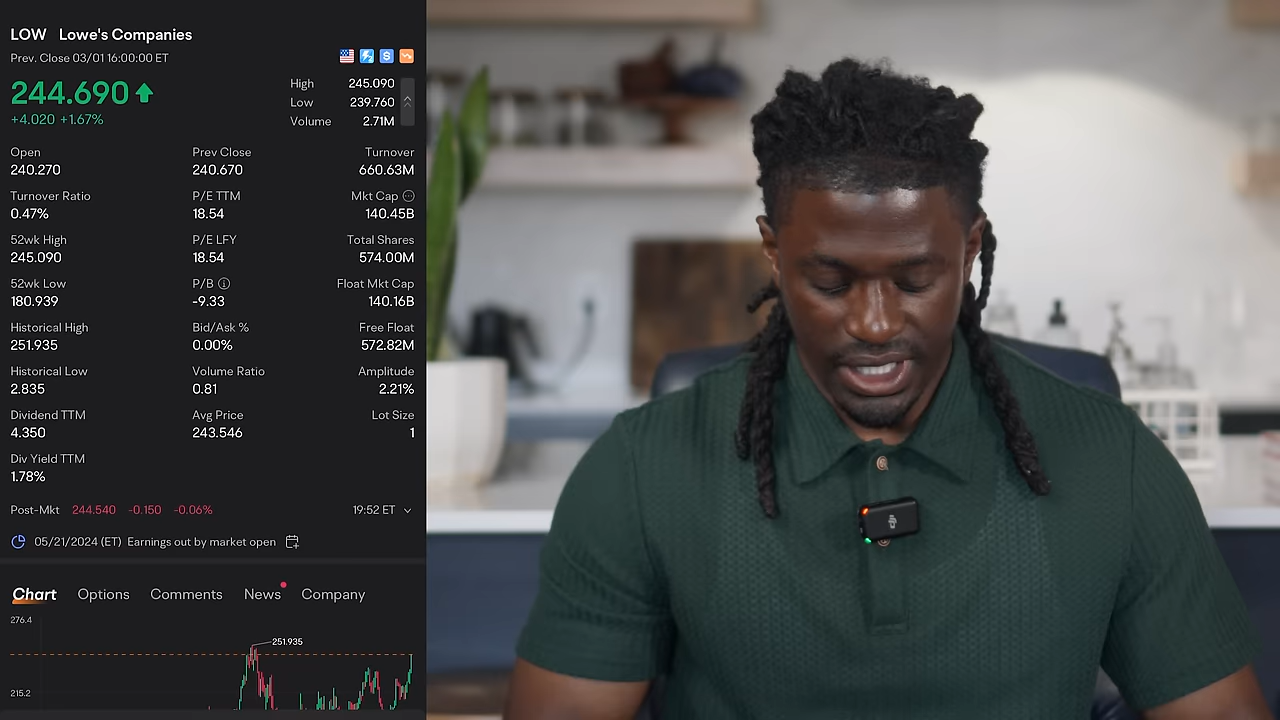 LOW Lowe's Companies
Prev. Close 03/01 16:00:00 ET
244.690
+4.020 +1.67%
High 245.090
Low 239.760
Volume 2.71M
Open Prev Close Turnover
240.270 240.670 660.63M
Turnover Ratio P/E TTM Mkt Cap
0.47% 18.54 140.45B
52wk High P/E LFY Total Shares
245.090 18.54 574.00M
52wk Low P/B Float Mkt Cap
180.939 -9.33 140.16B
Historical High Bid/Ask % Free Float
251.935 0.00% 572.82M
Historical Low Volume Ratio Amplitude
2.835 0.81 2.21%
Dividend TTM Avg Price Lot Size
4.350 243.546 1
Div Yield TTM
1.78%
Post-Mkt 244.540 -0.150 -0.06% 19:52 ET
05/21/2024 (ET) Earnings out by market open
Chart Options Comments News Company
276.4
251.935
215.2